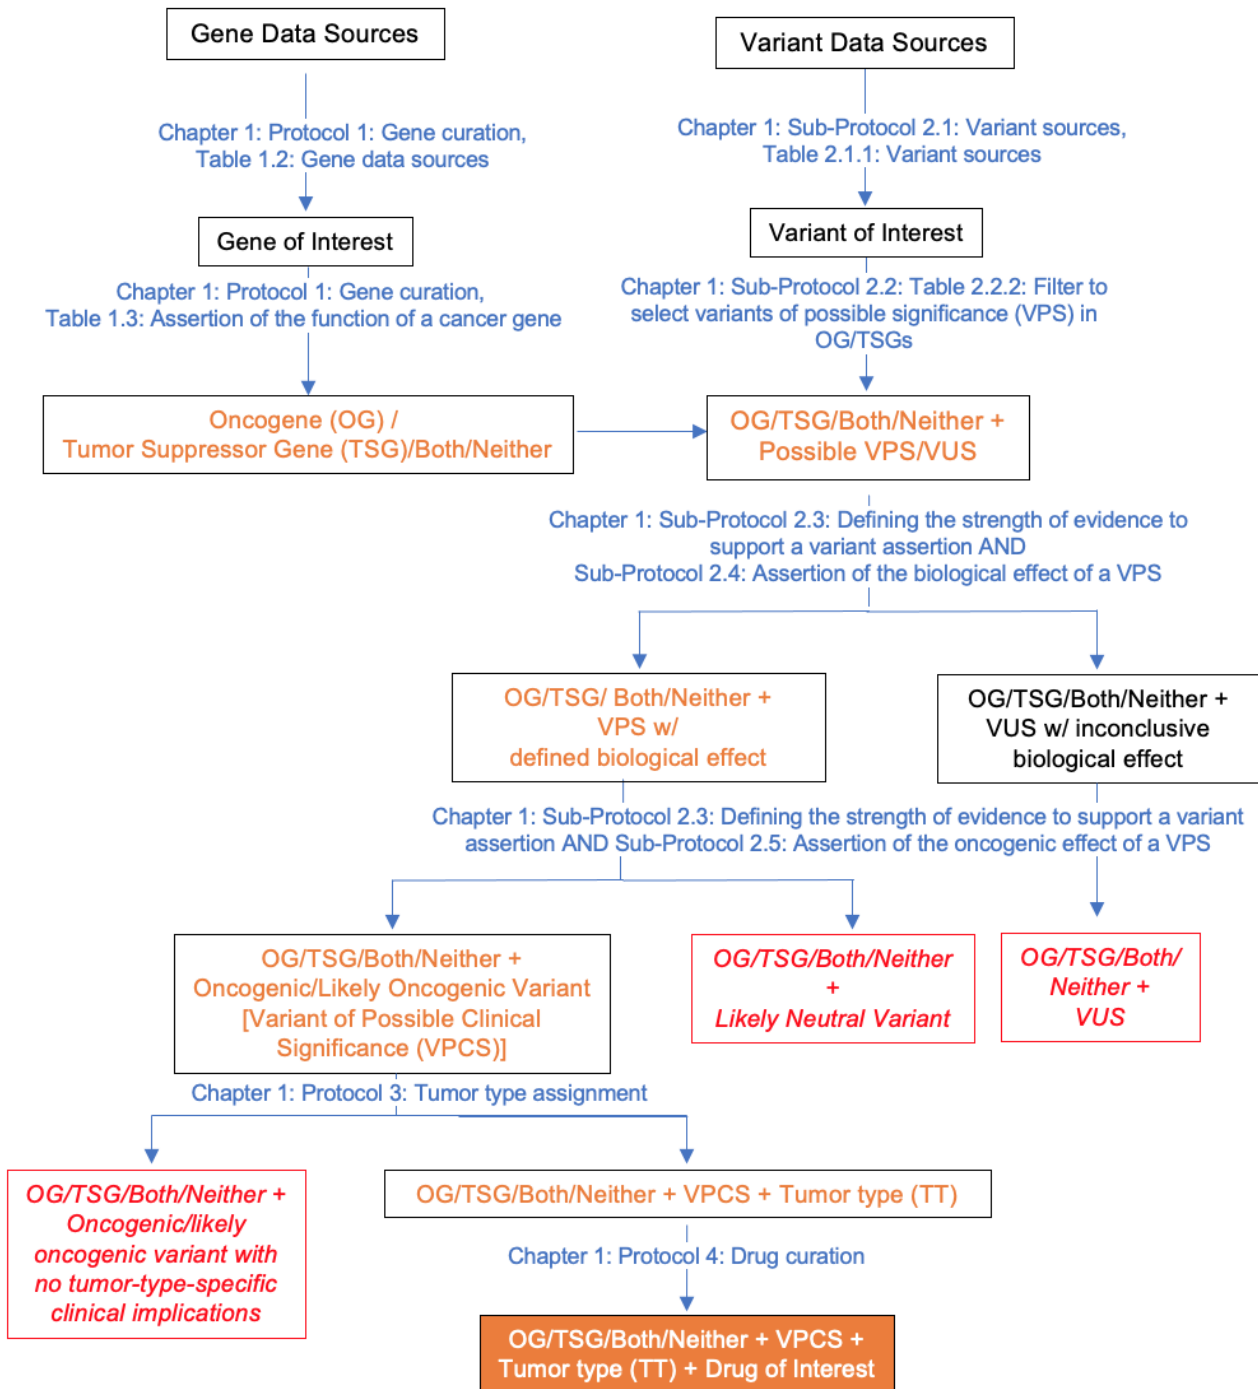 Gene Data Sources
Variant Data Sources
Chapter 1: Protocol 1: Gene curation,
Table 1.2: Gene data sources
Chapter 1: Sub-Protocol 2.1: Variant sources,
Table 2.1.1: Variant sources
Gene of Interest
Variant of Interest
Chapter 1: Protocol 1: Gene curation,
Table 1.3: Assertion of the function of a cancer gene
Chapter 1: Sub-Protocol 2.2: Table 2.2.2: Filter to
select variants of possible significance (VPS) in
OG/TSGs
Oncogene (OG) /
Tumor Suppressor Gene (TSG)/Both/Neither
OG/TSG/Both/Neither +
Possible VPS/VUS
Chapter 1: Sub-Protocol 2.3: Defining the strength of evidence to
support a variant assertion AND
Sub-Protocol 2.4: Assertion of the biological effect of a VPS
OG/TSG/ Both/Neither +
VPS w/
defined biological effect
OG/TSG/Both/Neither +
VUS w/ inconclusive
biological effect
Chapter 1: Sub-Protocol 2.3: Defining the strength of evidence to support a variant
assertion AND Sub-Protocol 2.5: Assertion of the oncogenic effect of a VPS
OG/TSG/Both/Neither +
Oncogenic/Likely Oncogenic Variant
[Variant of Possible Clinical
Significance (VPCS)]
OG/TSG/Both/Neither
+
Likely Neutral Variant
OG/TSG/Both/
Neither +
VUS
Chapter 1: Protocol 3: Tumor type assignment
OG/TSG/Both/Neither +
Oncogenic/likely
oncogenic variant with
no tumor-type-specific
clinical implications
OG/TSG/Both/Neither + VPCS + Tumor type (TT)
Chapter 1: Protocol 4: Drug curation
OG/TSG/Both/Neither + VPCS +
Tumor type (TT) + Drug of Interest